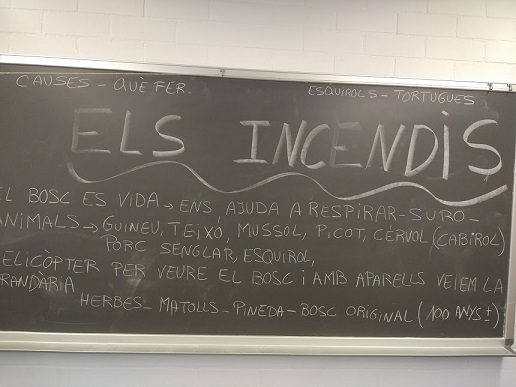 CAUSES - QUÈ FER.
ESQUIROLS - TORTUGUES
ELS INCENDIS
EL BOSC ES VIDA → ENS AJUDA A RESPIRAR - SURO -
ANIMALS → GUINEU, TEIXÓ, MUSSOL, PICOT, CÉRVOL (CABIROL)
PORC SENGLAR, ESQUIROL,
ELICÒPTER PER VEURE EL BOSC i AMB APARELLS VEIEM LA
RANDÀRIA
HERBES - MATOLLS - PINEDA - BOSC ORIGINAL (100 ANYS ±)